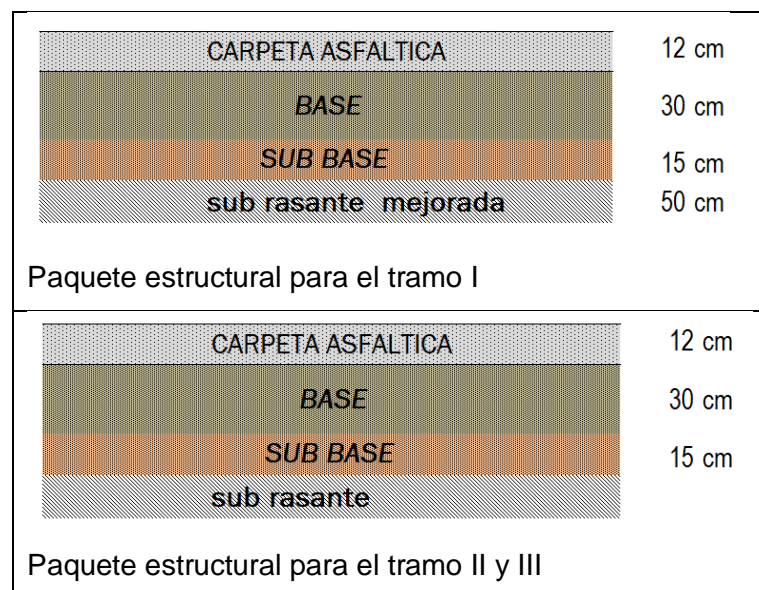 CARPETA ASFALTICA 12 cm
BASE 30 cm
SUB BASE 15 cm
sub rasante mejorada 50 cm
Paquete estructural para el tramo I
CARPETA ASFALTICA 12 cm
BASE 30 cm
SUB BASE 15 cm
sub rasante
Paquete estructural para el tramo II y III